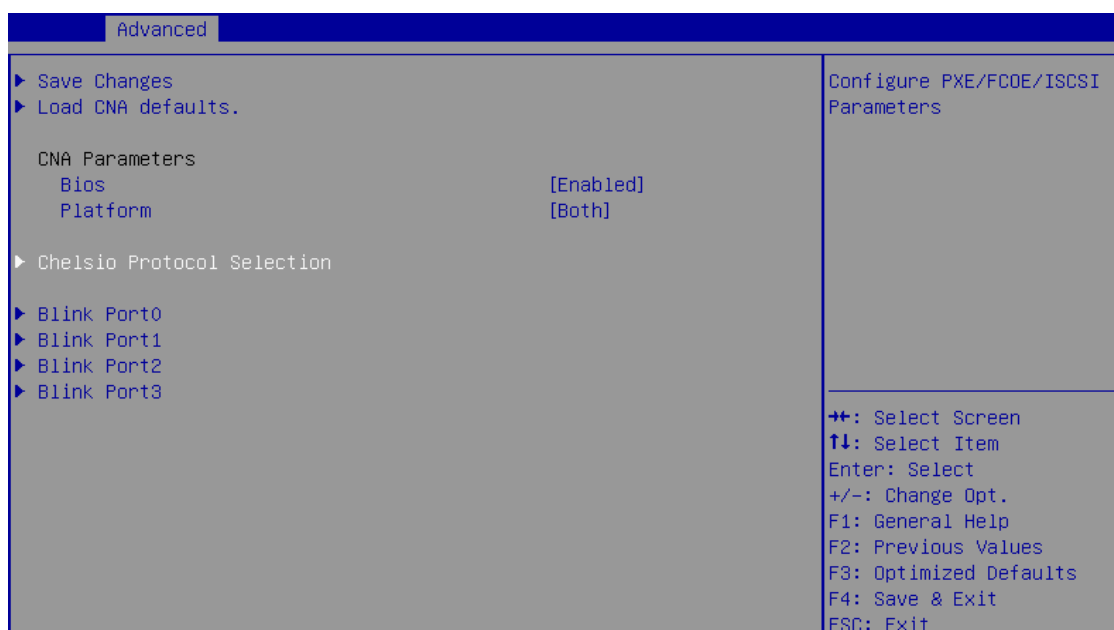 Advanced
Save Changes
Load CNA defaults.
CNA Parameters
Bios [Enabled]
Platform [Both]
Chelsio Protocol Selection
Blink Port0
Blink Port1
Blink Port2
Blink Port3
Configure PXE/FCOE/ISCSI
Parameters
→←: Select Screen
↑↓: Select Item
Enter: Select
+/-: Change Opt.
F1: General Help
F2: Previous Values
F3: Optimized Defaults
F4: Save & Exit
ESC: Exit